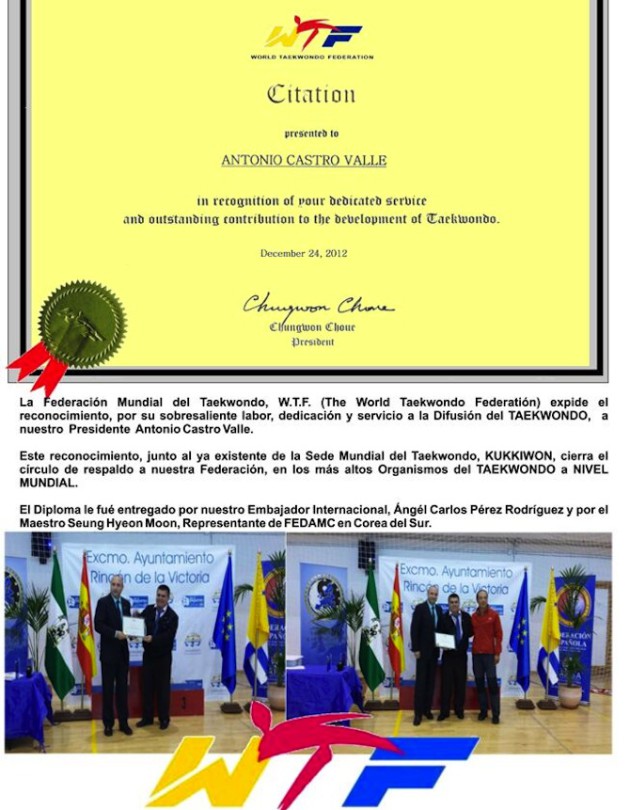 WTF
WORLD TAEKWONDO FEDERATION
Citation
presented to
ANTONIO CASTRO VALLE
in recognition of your dedicated service
and outstanding contribution to the development of Taekwondo.
December 24, 2012
Chungwon Choue
Chungwon Choue
President
La Federación Mundial del Taekwondo, W.T.F. (The World Taekwondo Federatión) expide el
reconocimiento, por su sobresaliente labor, dedicación y servicio a la Difusión del TAEKWONDO, a
nuestro Presidente Antonio Castro Valle.
Este reconocimiento, junto al ya existente de la Sede Mundial del Taekwondo, KUKKIWON, cierra el
círculo de respaldo a nuestra Federación, en los más altos Organismos del TAEKWONDO a NIVEL
MUNDIAL.
El Diploma le fué entregado por nuestro Embajador Internacional, Ángél Carlos Pérez Rodríguez y por el
Maestro Seung Hyeon Moon, Representante de FEDAMC en Corea del Sur.
Excmo. Ayuntamiento
Rincón de la Victoria
Excmo. Ayuntamiento
Rincón de la Victoria
WTF